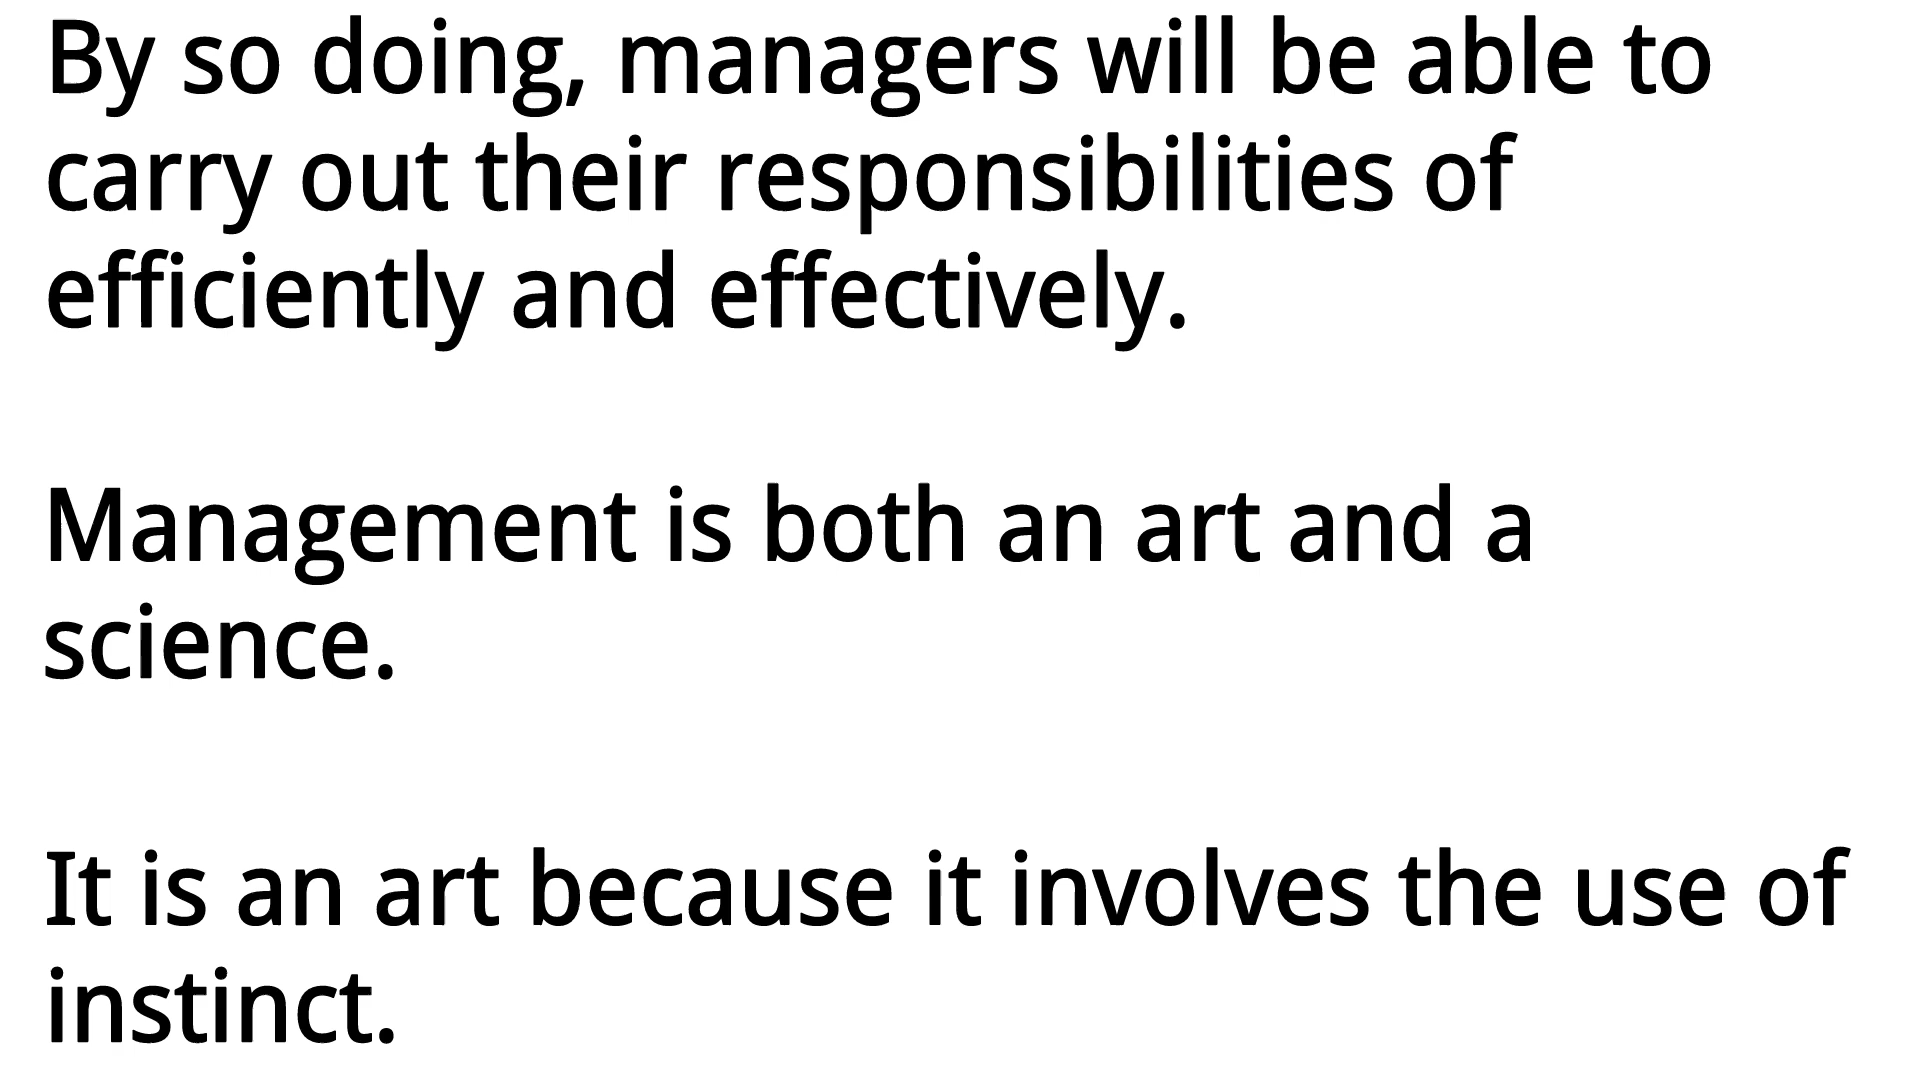 By so doing, managers will be able to
carry out their responsibilities of
efficiently and effectively.
Management is both an art and a
science.
It is an art because it involves the use of
instinct.